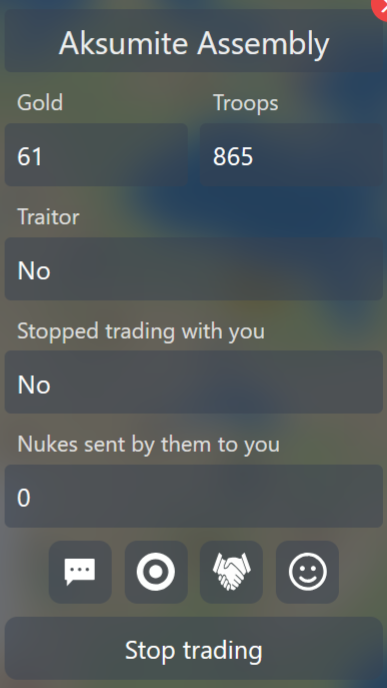 Aksumite Assembly
Gold Troops
61 865
Traitor
No
Stopped trading with you
No
Nukes sent by them to you
0
Stop trading